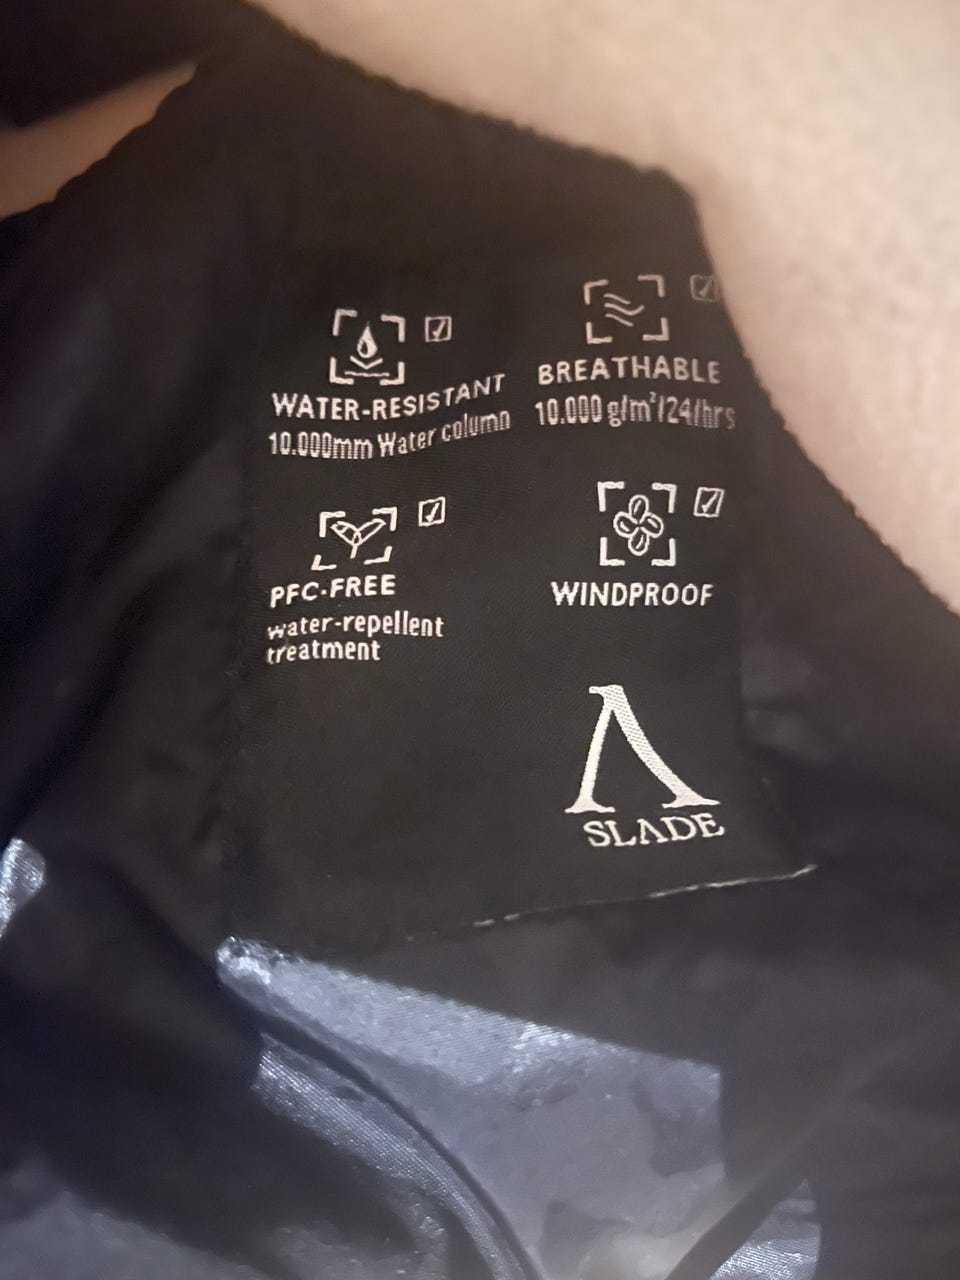 WATER-RESISTANT
10.000mm Water column
BREATHABLE
10.000 g/m²/24/hrs
PFC-FREE
water-repellent
treatment
WINDPROOF
SLADE